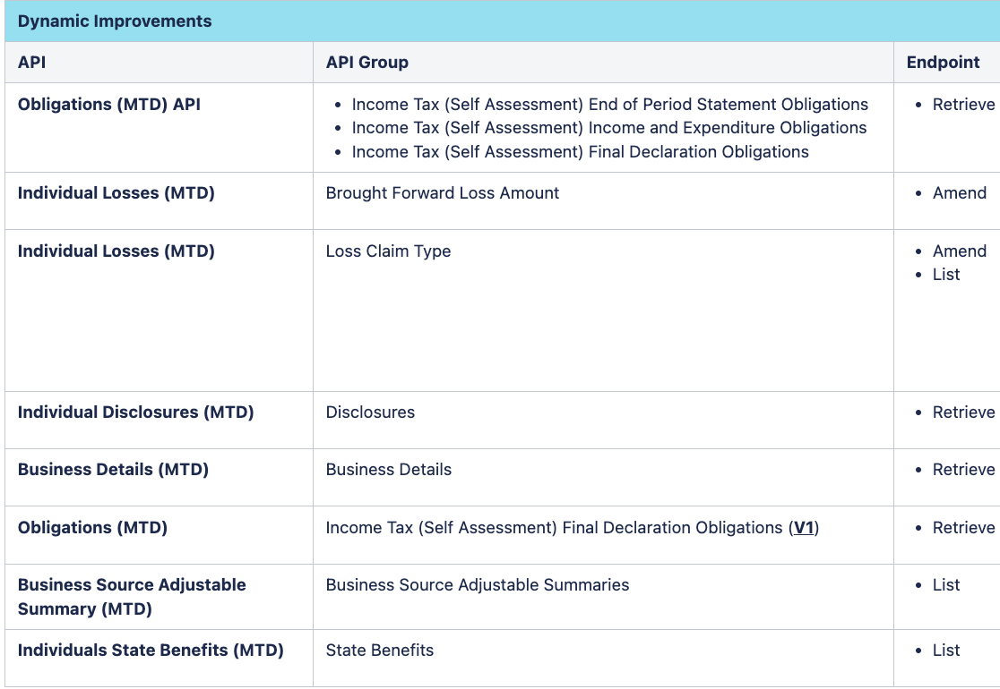 Dynamic Improvements
API API Group Endpoint
Obligations (MTD) API • Income Tax (Self Assessment) End of Period Statement Obligations • Retrieve
• Income Tax (Self Assessment) Income and Expenditure Obligations
• Income Tax (Self Assessment) Final Declaration Obligations
Individual Losses (MTD) Brought Forward Loss Amount • Amend
Individual Losses (MTD) Loss Claim Type • Amend
• List
Individual Disclosures (MTD) Disclosures • Retrieve
Business Details (MTD) Business Details • Retrieve
Obligations (MTD) Income Tax (Self Assessment) Final Declaration Obligations (V1) • Retrieve
Business Source Adjustable Business Source Adjustable Summaries • List
Summary (MTD)
Individuals State Benefits (MTD) State Benefits • List